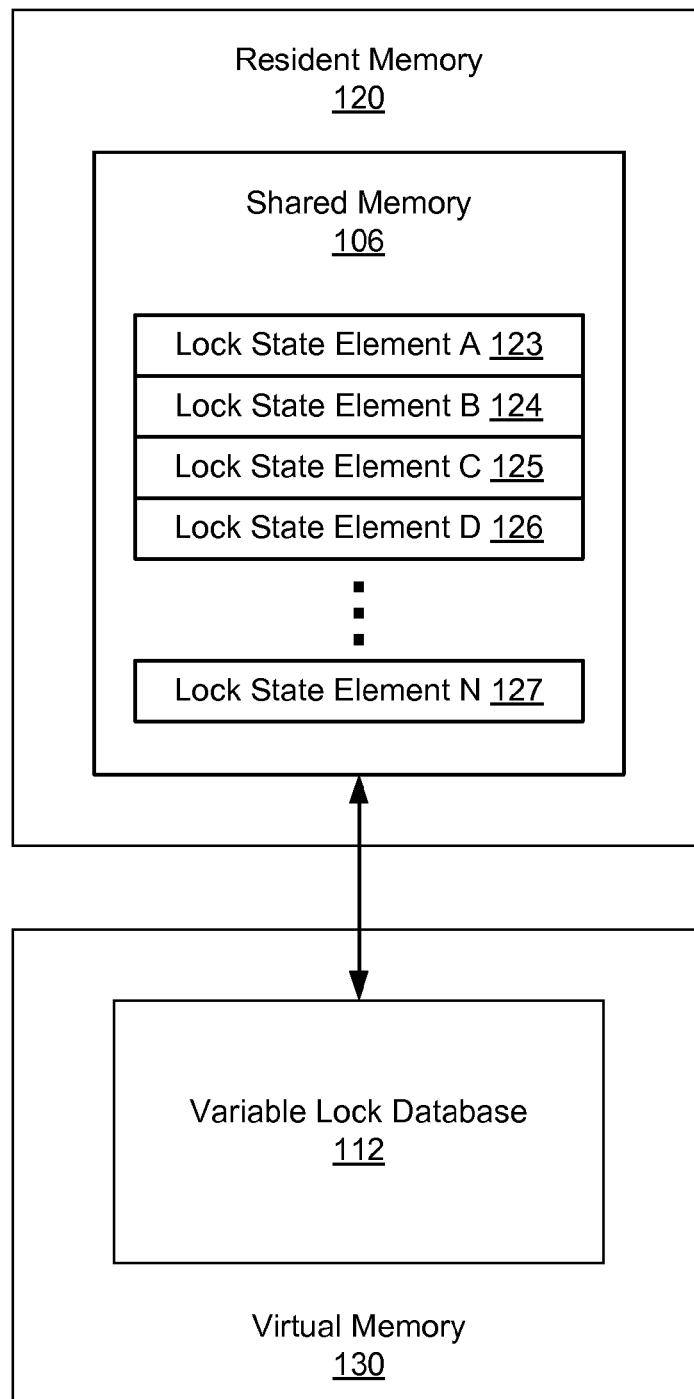 Resident Memory
120
Shared Memory
106
Lock State Element A 123
Lock State Element B 124
Lock State Element C 125
Lock State Element D 126
Lock State Element N 127
Variable Lock Database
112
Virtual Memory
130